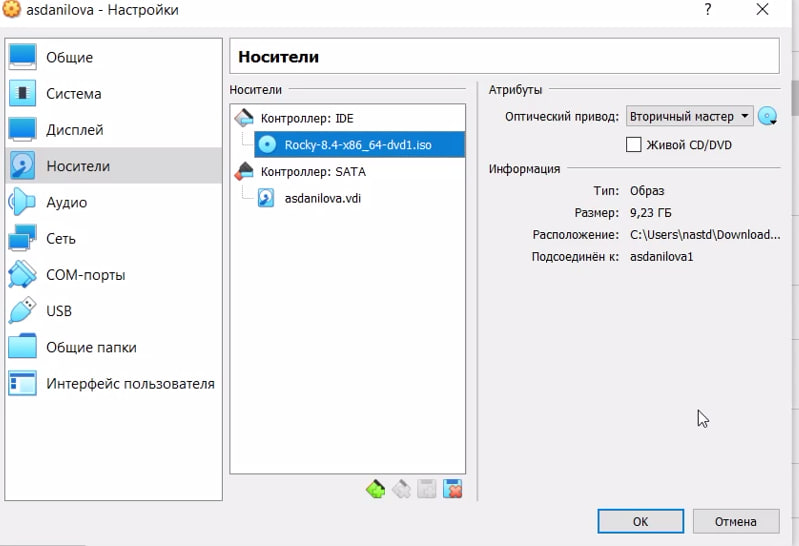 asdanilova - Настройки
?
Общие
Система
Дисплей
Носители
Аудио
Сеть
COM-порты
USB
Общие папки
Интерфейс пользователя
Носители
Носители
Контроллер: IDE
Rocky-8.4-x86_64-dvd1.iso
Контроллер: SATA
asdanilova.vdi
Атрибуты
Оптический привод: Вторичный мастер
Живой CD/DVD
Информация
Тип: Образ
Размер: 9,23 ГБ
Расположение: C:\Users\nastd\Download...
Подсоединён к: asdanilova1
OK
Отмена